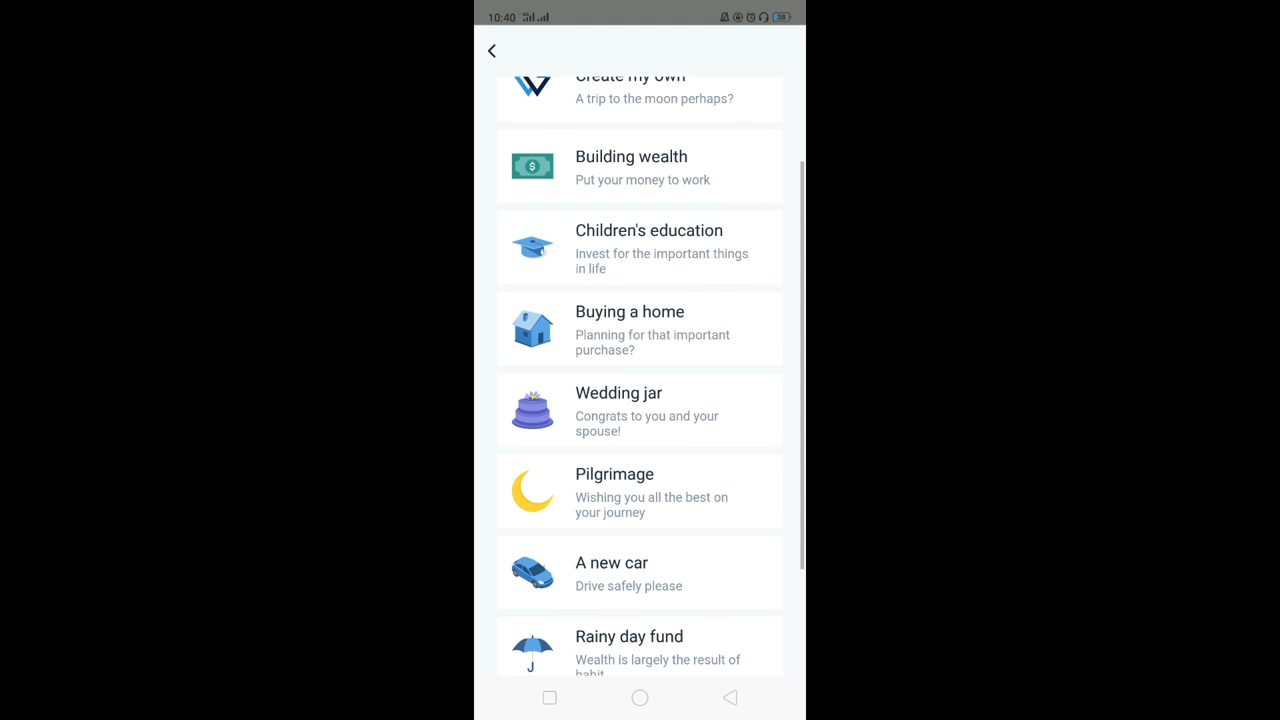 10:40
38
Create my own
A trip to the moon perhaps?
Building wealth
Put your money to work
Children's education
Invest for the important things
in life
Buying a home
Planning for that important
purchase?
Wedding jar
Congrats to you and your
spouse!
Pilgrimage
Wishing you all the best on
your journey
A new car
Drive safely please
Rainy day fund
Wealth is largely the result of
habit